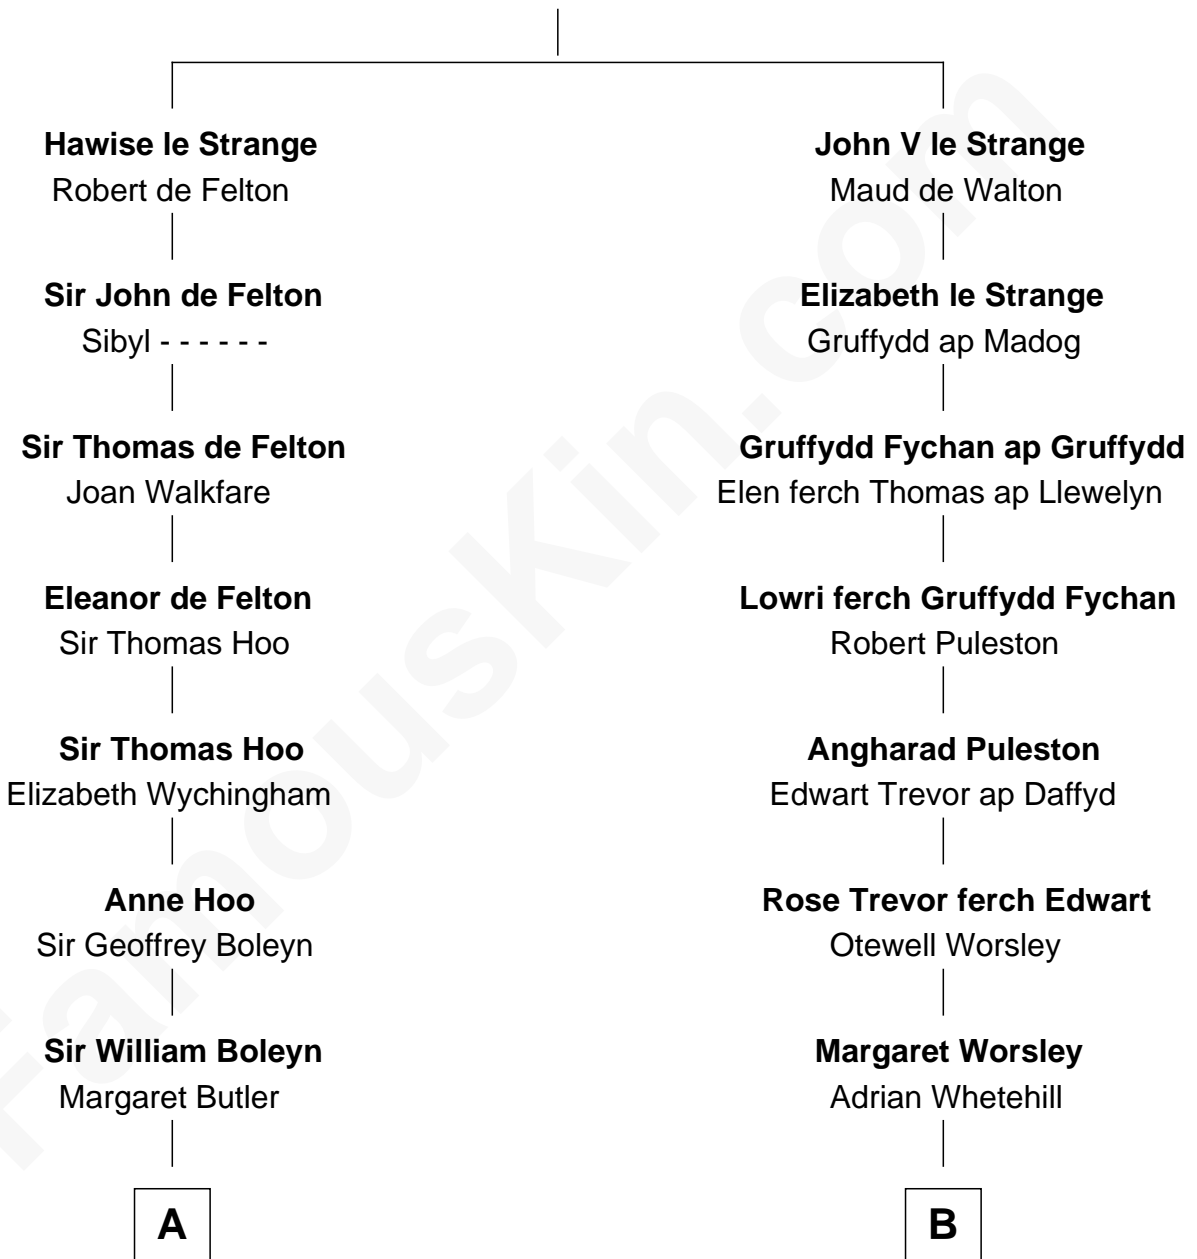 Hawise le Strange
Robert de Felton
John V le Strange
Maud de Walton
Sir John de Felton
Sibyl - - - - - -
Elizabeth le Strange
Gruffydd ap Madog
Sir Thomas de Felton
Joan Walkfare
Gruffydd Fychan ap Gruffydd
Elen ferch Thomas ap Llewelyn
Eleanor de Felton
Sir Thomas Hoo
Lowri ferch Gruffydd Fychan
Robert Puleston
Sir Thomas Hoo
Elizabeth Wychingham
Angharad Puleston
Edwart Trevor ap Daffyd
Anne Hoo
Sir Geoffrey Boleyn
Rose Trevor ferch Edwart
Otewell Worsley
Sir William Boleyn
Margaret Butler
Margaret Worsley
Adrian Whetehill
A
B
FamousKin.com